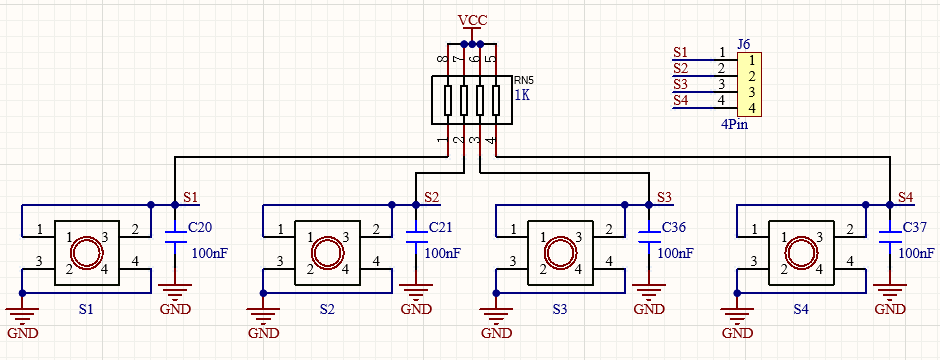 VCC
J6
8 7 6 5
RN5
1K
S1 1 1
S2 2 2
S3 3 3
S4 4 4
4Pin
1 2 3 4
S1 S2 S3 S4
1 1 3 2 C20
100nF
3 2 4 4
GND
S1
GND
1 1 3 2 C21
100nF
3 2 4 4
GND
S2
GND
1 1 3 2 C36
100nF
3 2 4 4
GND
S3
GND
1 1 3 2 C37
100nF
3 2 4 4
GND
S4
GND